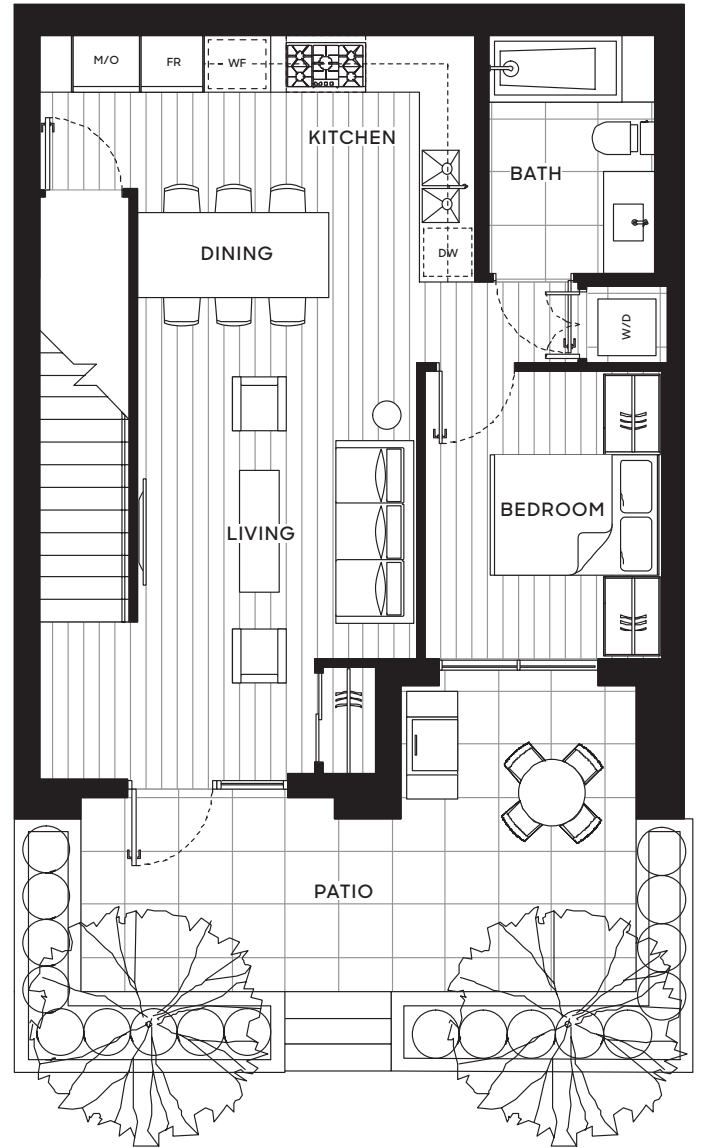 M/O
FR
WF
KITCHEN
BATH
DINING
DW
W/D
BEDROOM
LIVING
PATIO